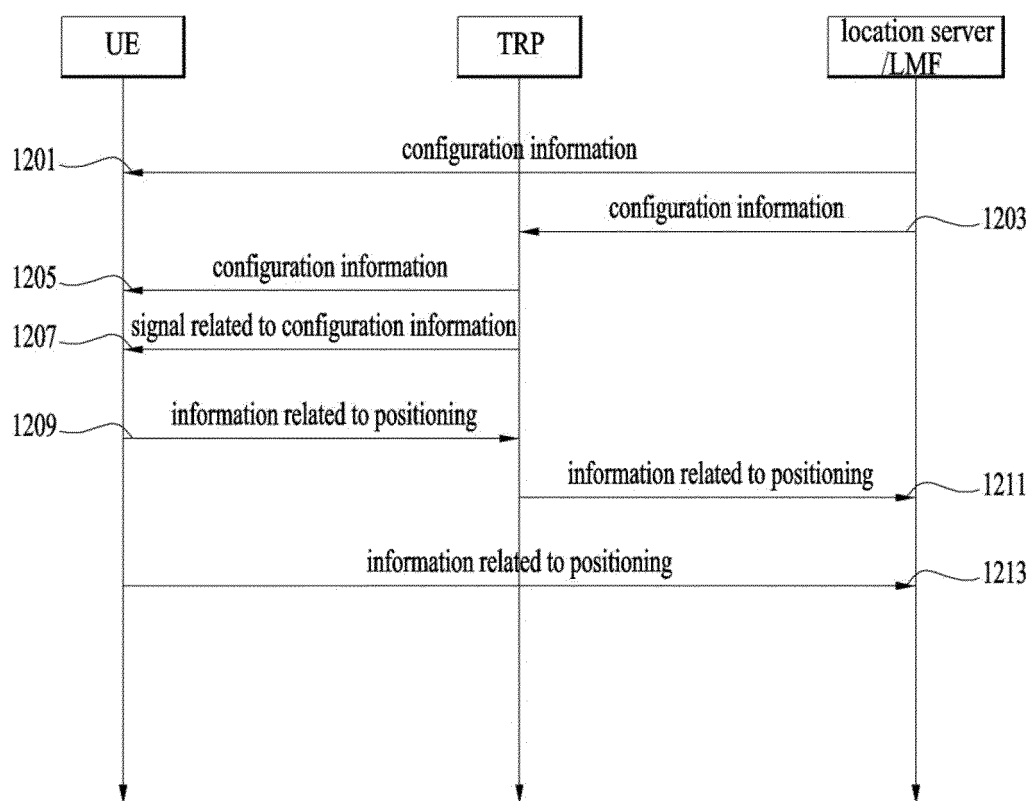 UE
TRP
location server
/LMF
1201
configuration information
configuration information
1203
1205
configuration information
1207
signal related to configuration information
1209
information related to positioning
information related to positioning
1211
information related to positioning
1213